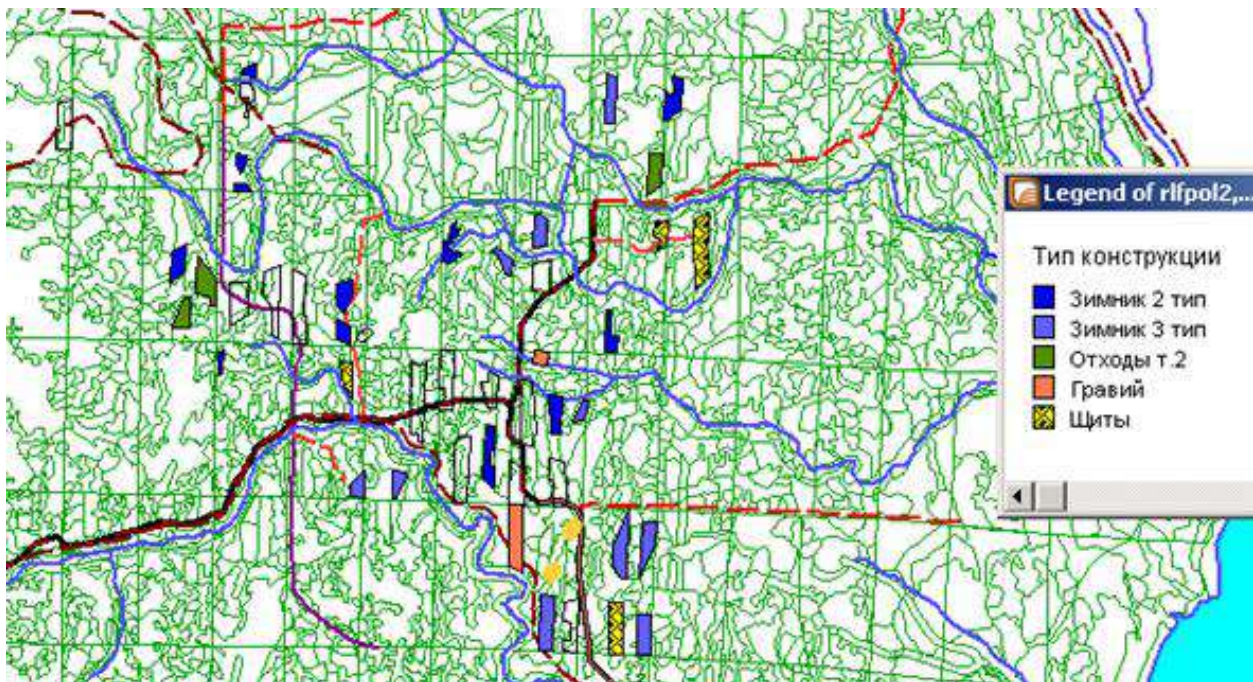 Legend of rlfpol2,...
Тип конструкции
Зимник 2 тип
Зимник 3 тип
Отходы т.2
Гравий
Щиты